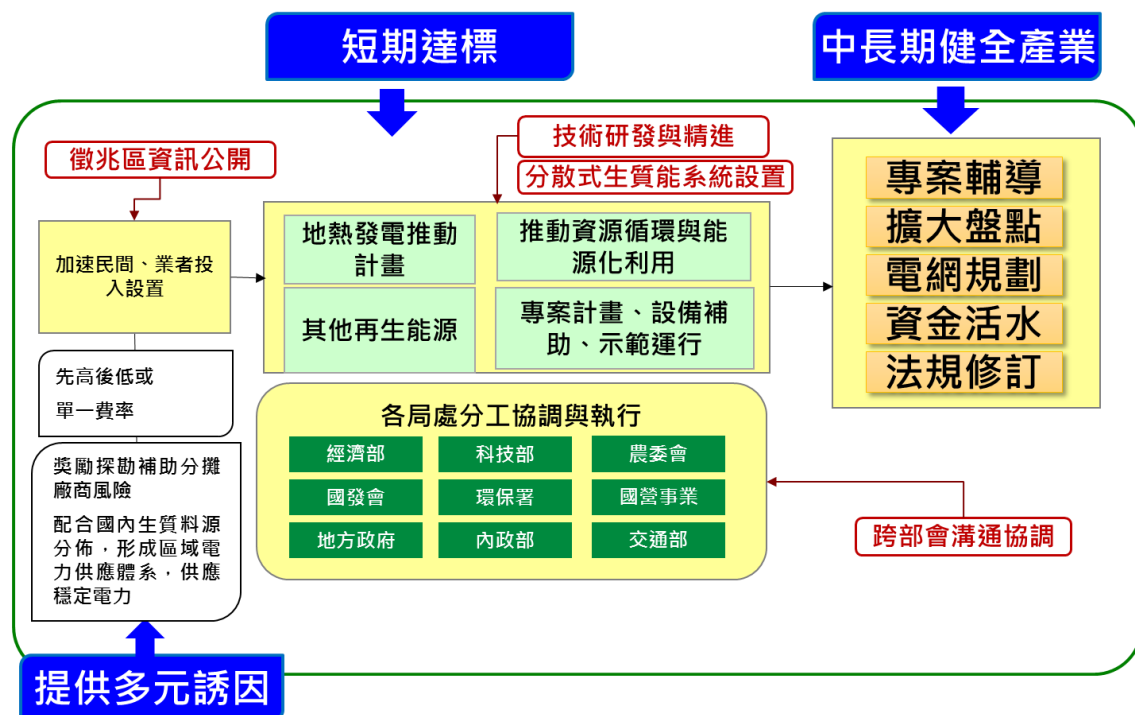 短期達標
中長期健全產業
徵兆區資訊公開
技術研發與精進
分散式生質能系統設置
加速民間、業者投
入設置
地熱發電推動
計畫
推動資源循環與能
源化利用
其他再生能源
專案計畫、設備補
助、示範運行
專案輔導
擴大盤點
電網規劃
資金活水
法規修訂
先高後低或
單一費率
獎勵探勘補助分攤
廠商風險
配合國內生質料源
分佈，形成區域電
力供應體系，供應
穩定電力
各局處分工協調與執行
經濟部
科技部
農委會
國發會
環保署
國營事業
地方政府
內政部
交通部
跨部會溝通協調
提供多元誘因